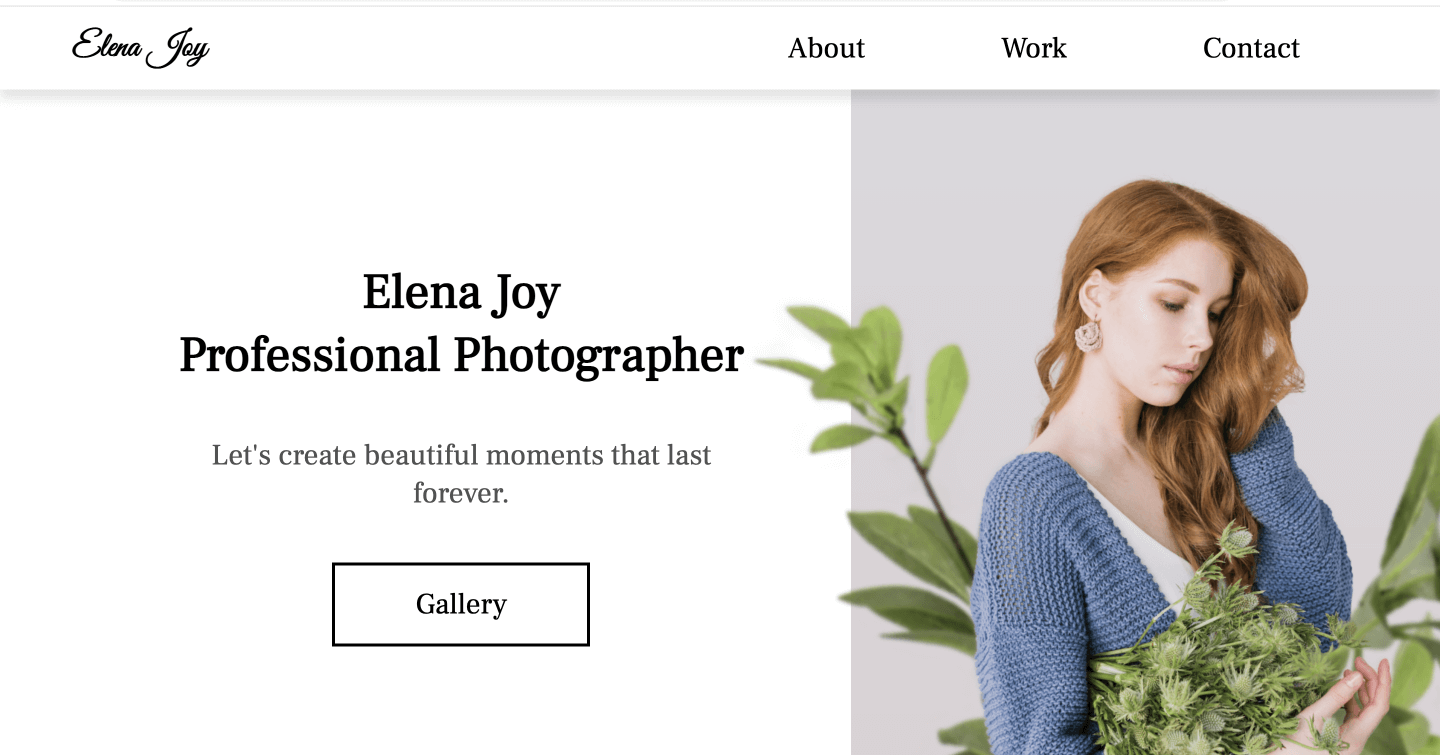 Elena Joy
About
Work
Contact
Elena Joy
Professional Photographer
Let's create beautiful moments that last
forever.
Gallery